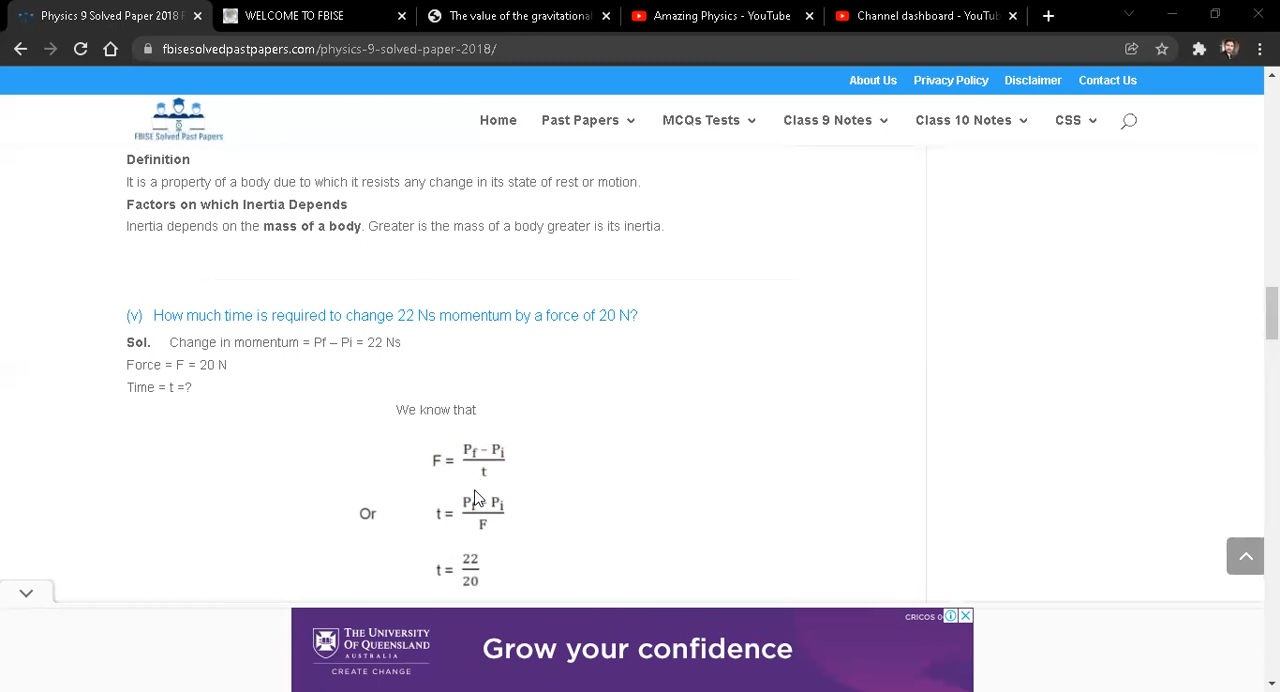 Physics 9 Solved Paper 2018 F
WELCOME TO FBISE
The value of the gravitational
Amazing Physics - YouTube
Channel dashboard - YouTub
fbisesolvedpastpapers.com/physics-9-solved-paper-2018/
About Us Privacy Policy Disclaimer Contact Us
FBISE Solved Past Papers
Home Past Papers MCQs Tests Class 9 Notes Class 10 Notes CSS
Definition
It is a property of a body due to which it resists any change in its state of rest or motion.
Factors on which Inertia Depends
Inertia depends on the mass of a body. Greater is the mass of a body greater is its inertia.
(v) How much time is required to change 22 Ns momentum by a force of 20 N?
Sol. Change in momentum = Pf – Pi = 22 Ns
Force = F = 20 N
Time = t =?
We know that
F = Pf – Pi
t
Or t = Pf – Pi
F
t = 22
20
CRICOS 0
THE UNIVERSITY
OF QUEENSLAND
AUSTRALIA
CREATE CHANGE
Grow your confidence